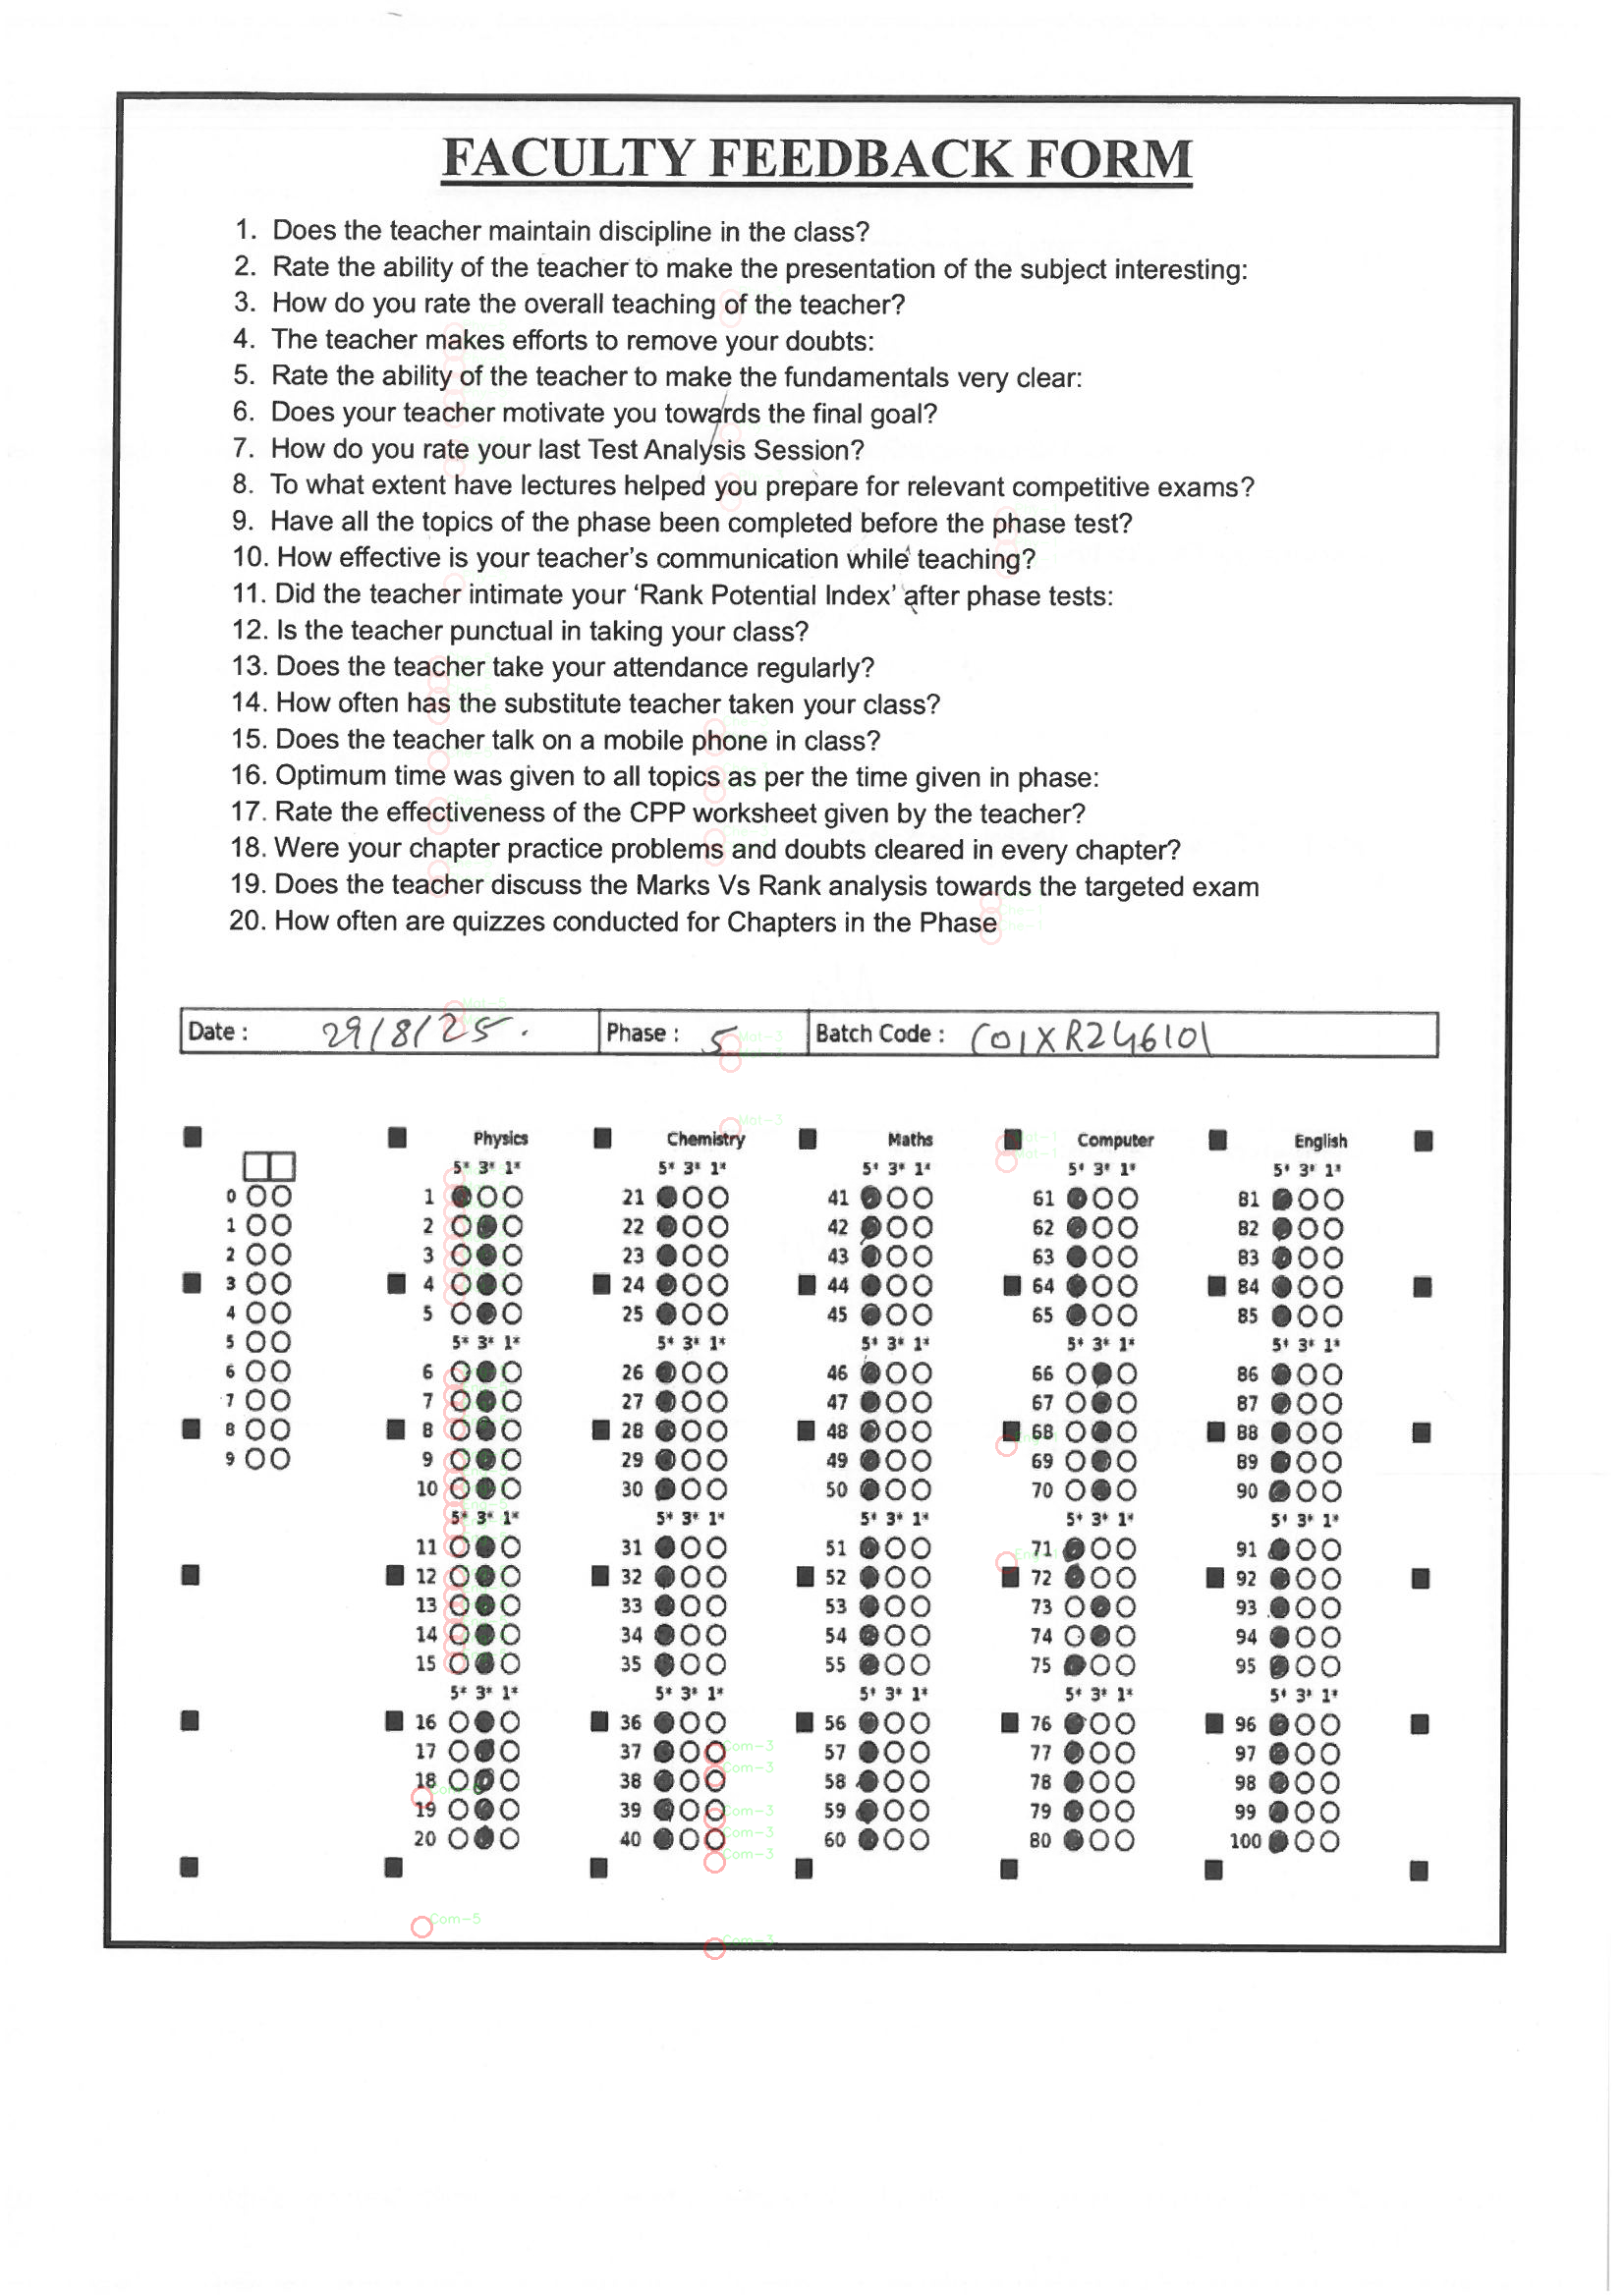 FACULTY FEEDBACK FORM
1. Does the teacher maintain discipline in the class?
2. Rate the ability of the teacher to make the presentation of the subject interesting:
3. How do you rate the overall teaching of the teacher?
4. The teacher makes efforts to remove your doubts:
5. Rate the ability of the teacher to make the fundamentals very clear:
6. Does your teacher motivate you towards the final goal?
7. How do you rate your last Test Analysis Session?
8. To what extent have lectures helped you prepare for relevant competitive exams?
9. Have all the topics of the phase been completed before the phase test?
10. How effective is your teacher's communication while teaching?
11. Did the teacher intimate your 'Rank Potential Index' after phase tests:
12. Is the teacher punctual in taking your class?
13. Does the teacher take your attendance regularly?
14. How often has the substitute teacher taken your class?
15. Does the teacher talk on a mobile phone in class?
16. Optimum time was given to all topics as per the time given in phase:
17. Rate the effectiveness of the CPP worksheet given by the teacher?
18. Were your chapter practice problems and doubts cleared in every chapter?
19. Does the teacher discuss the Marks Vs Rank analysis towards the targeted exam
20. How often are quizzes conducted for Chapters in the Phase
Date : 29/8/25. Phase : 5 Batch Code : C01XR246101
Physics Chemistry Maths Computer English
5* 3* 1* 5* 3* 1* 5* 3* 1* 5* 3* 1* 5* 3* 1*
0 1 21 41 61 81
1 2 22 42 62 82
2 3 23 43 63 83
3 4 24 44 64 84
4 5 25 45 65 85
5 5* 3* 1* 5* 3* 1* 5* 3* 1* 5* 3* 1* 5* 3* 1*
6 6 26 46 66 86
7 7 27 47 67 87
8 8 28 48 68 88
9 9 29 49 69 89
10 30 50 70 90
5* 3* 1* 5* 3* 1* 5* 3* 1* 5* 3* 1* 5* 3* 1*
11 31 51 71 91
12 32 52 72 92
13 33 53 73 93
14 34 54 74 94
15 35 55 75 95
5* 3* 1* 5* 3* 1* 5* 3* 1* 5* 3* 1* 5* 3* 1*
16 36 56 76 96
17 37 57 77 97
18 38 58 78 98
19 39 59 79 99
20 40 60 80 100
Com-3
Com-3
Com-3
Com-3
Com-3
Com-5
Com-3